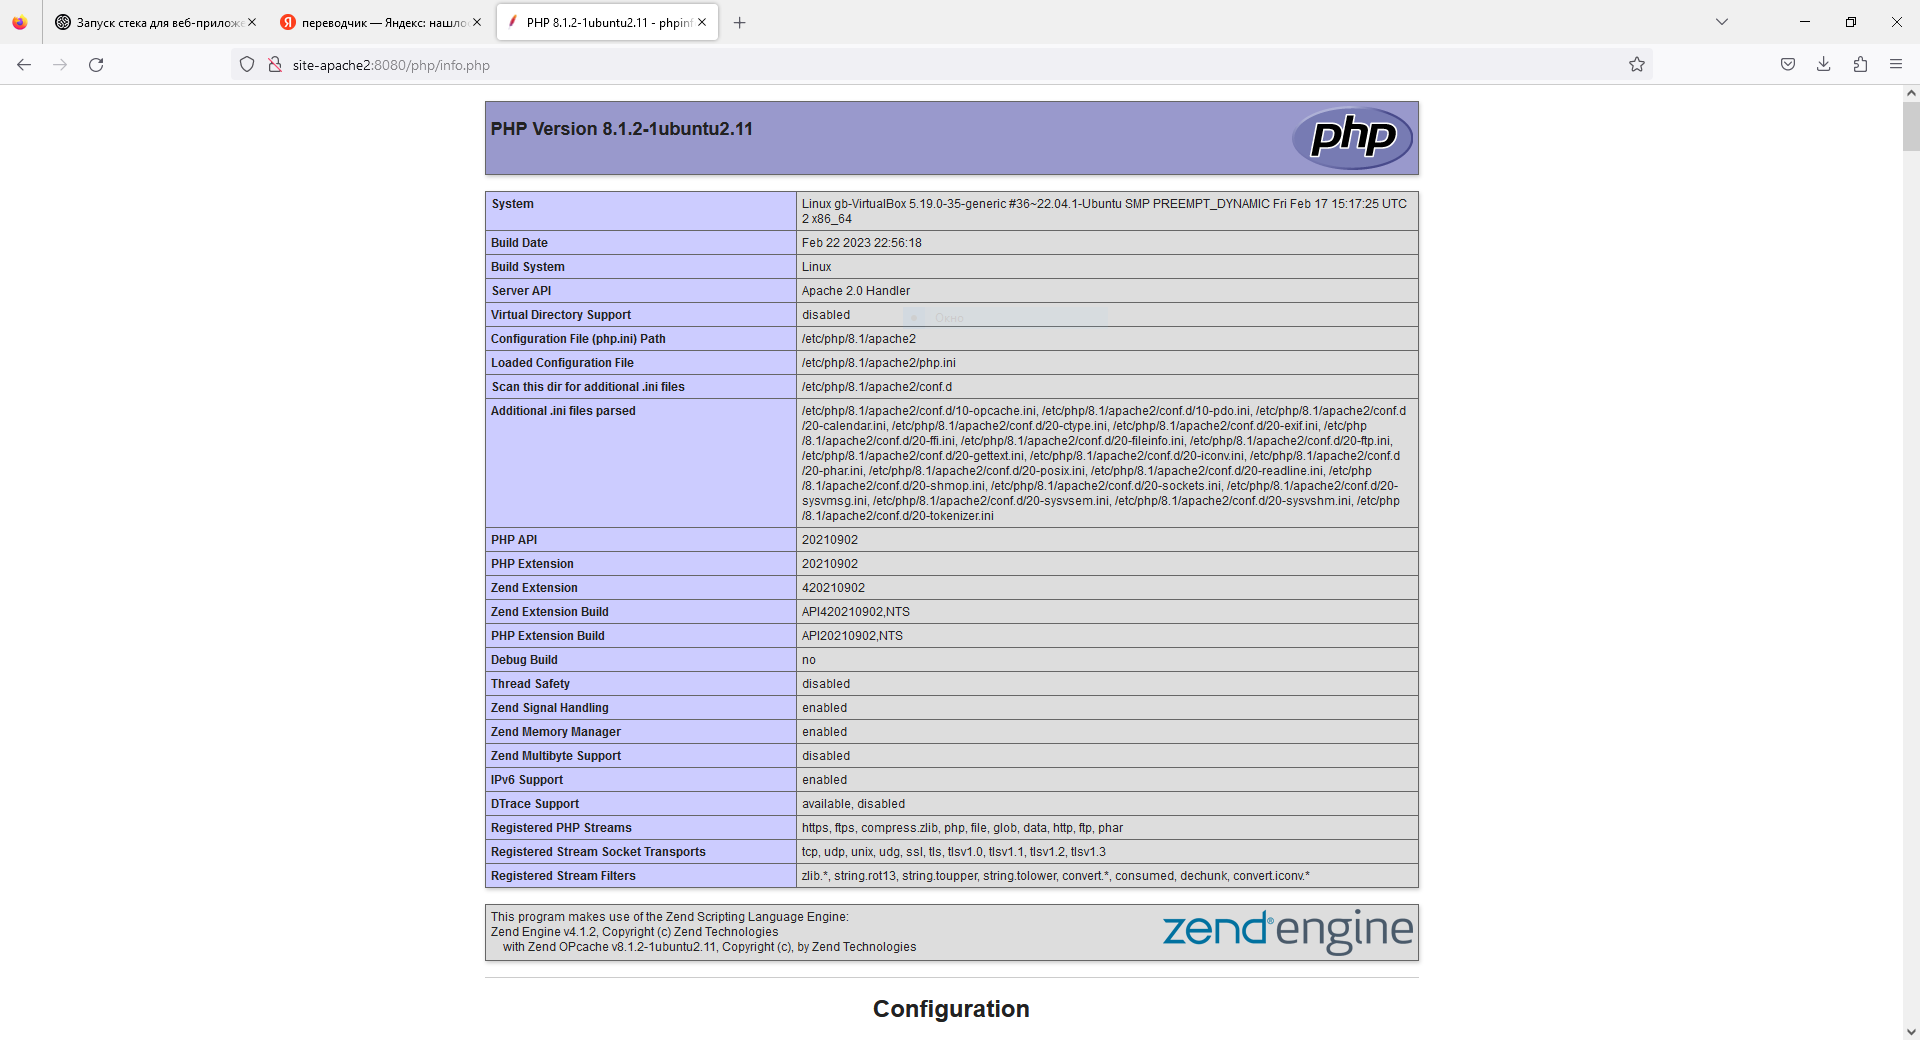 Запуск стека для веб-прилож
переводчик — Яндекс: нашло
PHP 8.1.2-1ubuntu2.11 - phpinf
site-apache2:8080/php/info.php
PHP Version 8.1.2-1ubuntu2.11
php
System Linux gb-VirtualBox 5.19.0-35-generic #36~22.04.1-Ubuntu SMP PREEMPT_DYNAMIC Fri Feb 17 15:17:25 UTC
2 x86_64
Build Date Feb 22 2023 22:56:18
Build System Linux
Server API Apache 2.0 Handler
Virtual Directory Support disabled
Окно
Configuration File (php.ini) Path /etc/php/8.1/apache2
Loaded Configuration File /etc/php/8.1/apache2/php.ini
Scan this dir for additional .ini files /etc/php/8.1/apache2/conf.d
Additional .ini files parsed /etc/php/8.1/apache2/conf.d/10-opcache.ini, /etc/php/8.1/apache2/conf.d/10-pdo.ini, /etc/php/8.1/apache2/conf.d
/20-calendar.ini, /etc/php/8.1/apache2/conf.d/20-ctype.ini, /etc/php/8.1/apache2/conf.d/20-exif.ini, /etc/php
/8.1/apache2/conf.d/20-ffi.ini, /etc/php/8.1/apache2/conf.d/20-fileinfo.ini, /etc/php/8.1/apache2/conf.d/20-ftp.ini,
/etc/php/8.1/apache2/conf.d/20-gettext.ini, /etc/php/8.1/apache2/conf.d/20-iconv.ini, /etc/php/8.1/apache2/conf.d
/20-phar.ini, /etc/php/8.1/apache2/conf.d/20-posix.ini, /etc/php/8.1/apache2/conf.d/20-readline.ini, /etc/php
/8.1/apache2/conf.d/20-shmop.ini, /etc/php/8.1/apache2/conf.d/20-sockets.ini, /etc/php/8.1/apache2/conf.d/20-
sysvmsg.ini, /etc/php/8.1/apache2/conf.d/20-sysvsem.ini, /etc/php/8.1/apache2/conf.d/20-sysvshm.ini, /etc/php
/8.1/apache2/conf.d/20-tokenizer.ini
PHP API 20210902
PHP Extension 20210902
Zend Extension 420210902
Zend Extension Build API420210902,NTS
PHP Extension Build API20210902,NTS
Debug Build no
Thread Safety disabled
Zend Signal Handling enabled
Zend Memory Manager enabled
Zend Multibyte Support disabled
IPv6 Support enabled
DTrace Support available, disabled
Registered PHP Streams https, ftps, compress.zlib, php, file, glob, data, http, ftp, phar
Registered Stream Socket Transports tcp, udp, unix, udg, ssl, tls, tlsv1.0, tlsv1.1, tlsv1.2, tlsv1.3
Registered Stream Filters zlib.*, string.rot13, string.toupper, string.tolower, convert.*, consumed, dechunk, convert.iconv.*
This program makes use of the Zend Scripting Language Engine:
Zend Engine v4.1.2, Copyright (c) Zend Technologies
with Zend OPcache v8.1.2-1ubuntu2.11, Copyright (c), by Zend Technologies
zend® engine
Configuration